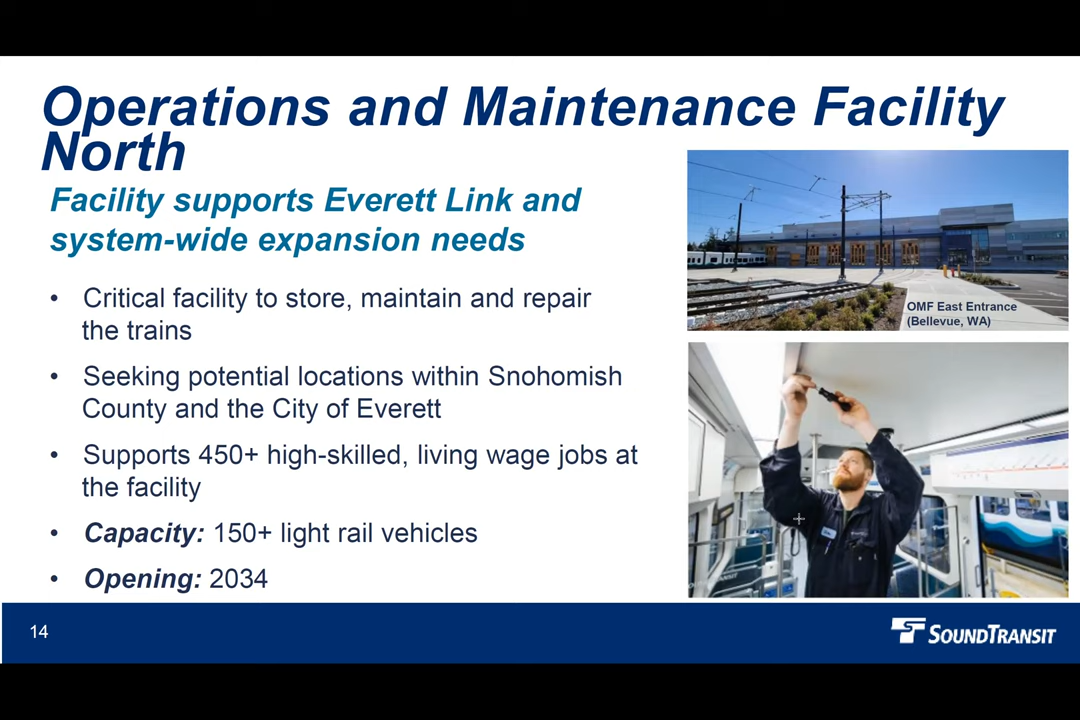 Operations and Maintenance Facility
North
Facility supports Everett Link and
system-wide expansion needs
• Critical facility to store, maintain and repair
the trains
• Seeking potential locations within Snohomish
County and the City of Everett
• Supports 450+ high-skilled, living wage jobs at
the facility
• Capacity: 150+ light rail vehicles
• Opening: 2034
OMF East Entrance
(Bellevue, WA)
14
SOUNDTRANSIT